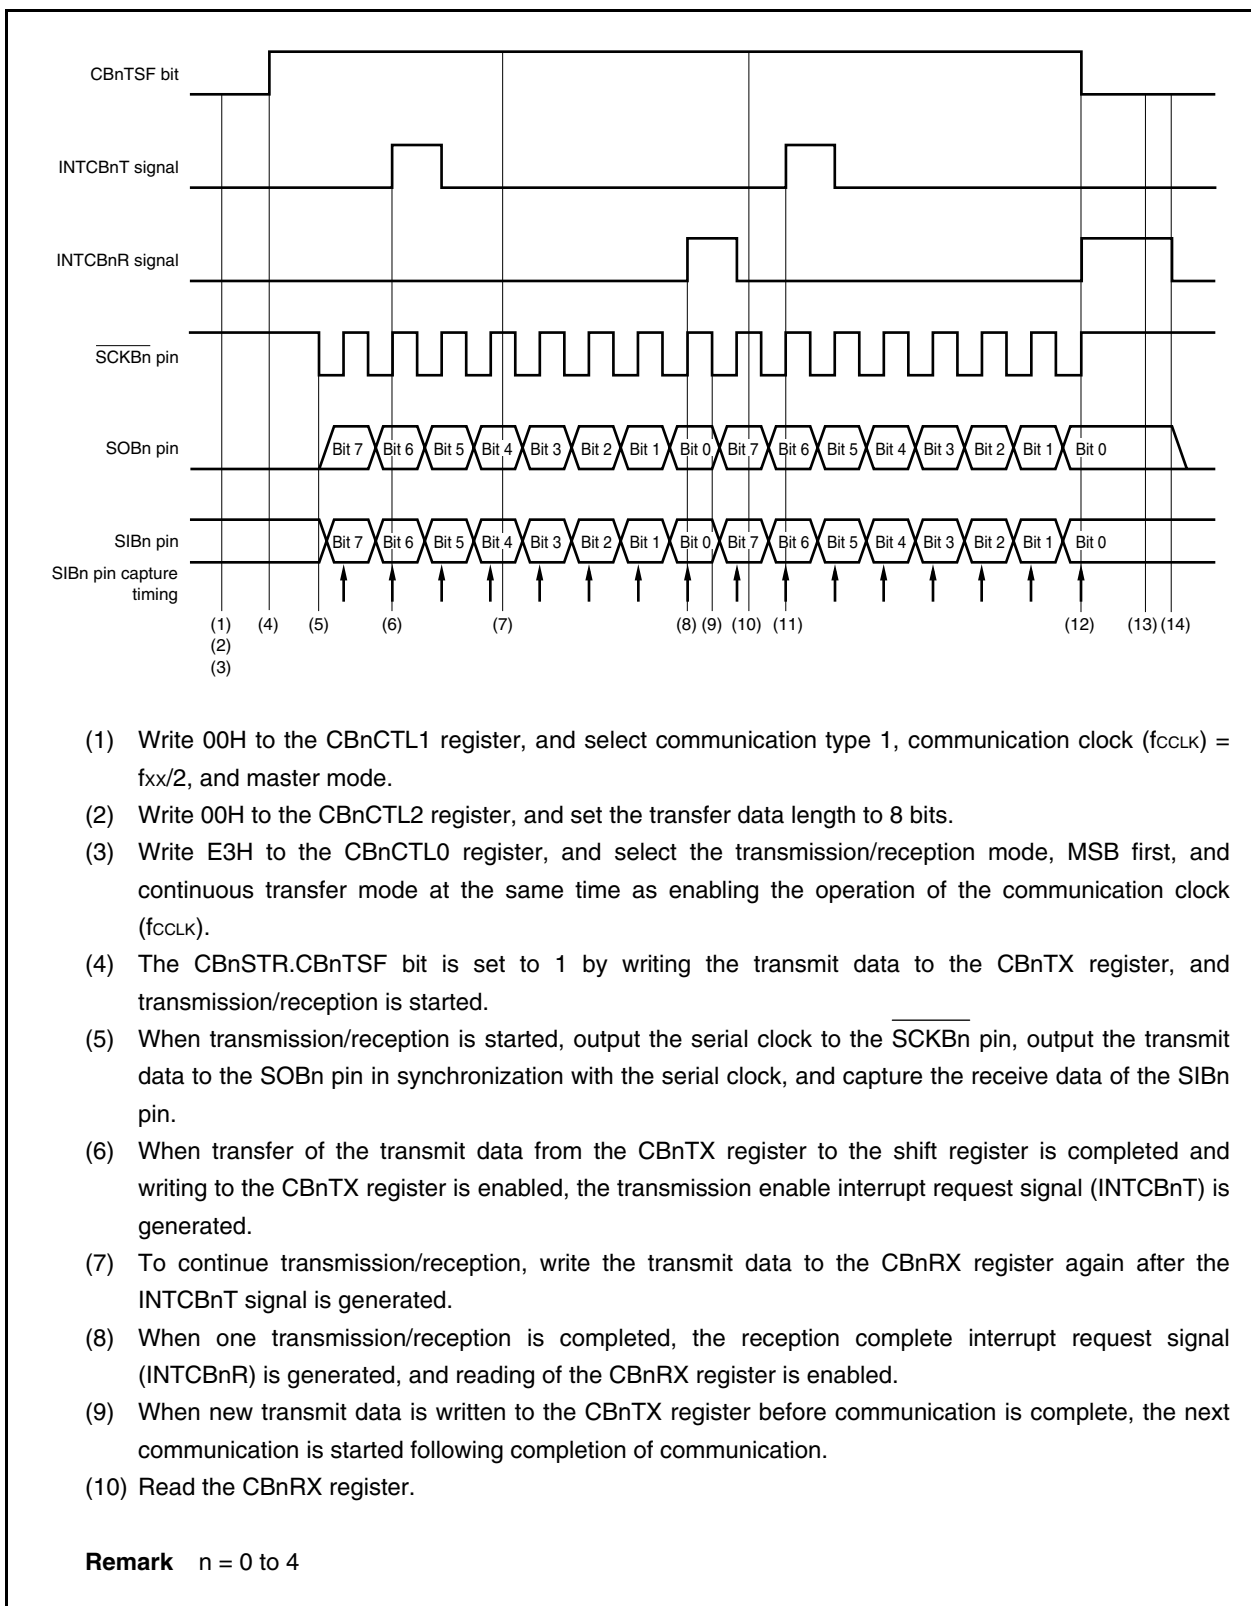 CBnTSF bit
INTCBnT signal
INTCBnR signal
SCKBn pin
SOBn pin
Bit 7 Bit 6 Bit 5 Bit 4 Bit 3 Bit 2 Bit 1 Bit 0 Bit 7 Bit 6 Bit 5 Bit 4 Bit 3 Bit 2 Bit 1 Bit 0
SIBn pin
Bit 7 Bit 6 Bit 5 Bit 4 Bit 3 Bit 2 Bit 1 Bit 0 Bit 7 Bit 6 Bit 5 Bit 4 Bit 3 Bit 2 Bit 1 Bit 0
SIBn pin capture
timing
(1) (4) (5) (6) (7) (8) (9) (10) (11) (12) (13) (14)
(2)
(3)
(1) Write 00H to the CBnCTL1 register, and select communication type 1, communication clock (fCCLK) =
fXX/2, and master mode.
(2) Write 00H to the CBnCTL2 register, and set the transfer data length to 8 bits.
(3) Write E3H to the CBnCTL0 register, and select the transmission/reception mode, MSB first, and
continuous transfer mode at the same time as enabling the operation of the communication clock
(fCCLK).
(4) The CBnSTR.CBnTSF bit is set to 1 by writing the transmit data to the CBnTX register, and
transmission/reception is started.
(5) When transmission/reception is started, output the serial clock to the SCKBn pin, output the transmit
data to the SOBn pin in synchronization with the serial clock, and capture the receive data of the SIBn
pin.
(6) When transfer of the transmit data from the CBnTX register to the shift register is completed and
writing to the CBnTX register is enabled, the transmission enable interrupt request signal (INTCBnT) is
generated.
(7) To continue transmission/reception, write the transmit data to the CBnRX register again after the
INTCBnT signal is generated.
(8) When one transmission/reception is completed, the reception complete interrupt request signal
(INTCBnR) is generated, and reading of the CBnRX register is enabled.
(9) When new transmit data is written to the CBnTX register before communication is complete, the next
communication is started following completion of communication.
(10) Read the CBnRX register.
Remark n = 0 to 4